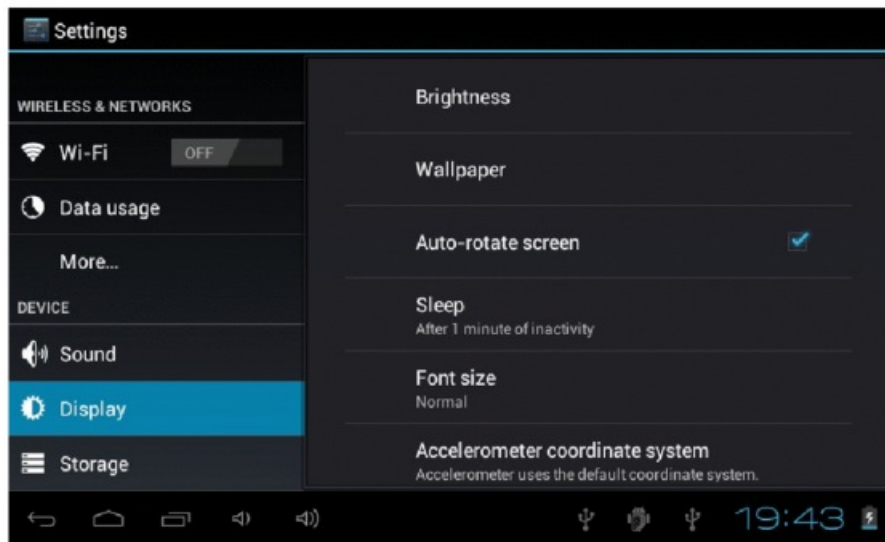 Settings
WIRELESS & NETWORKS
Wi-Fi OFF
Data usage
More...
DEVICE
Sound
Display
Storage
Brightness
Wallpaper
Auto-rotate screen
Sleep
After 1 minute of inactivity
Font size
Normal
Accelerometer coordinate system
Accelerometer uses the default coordinate system.
19:43